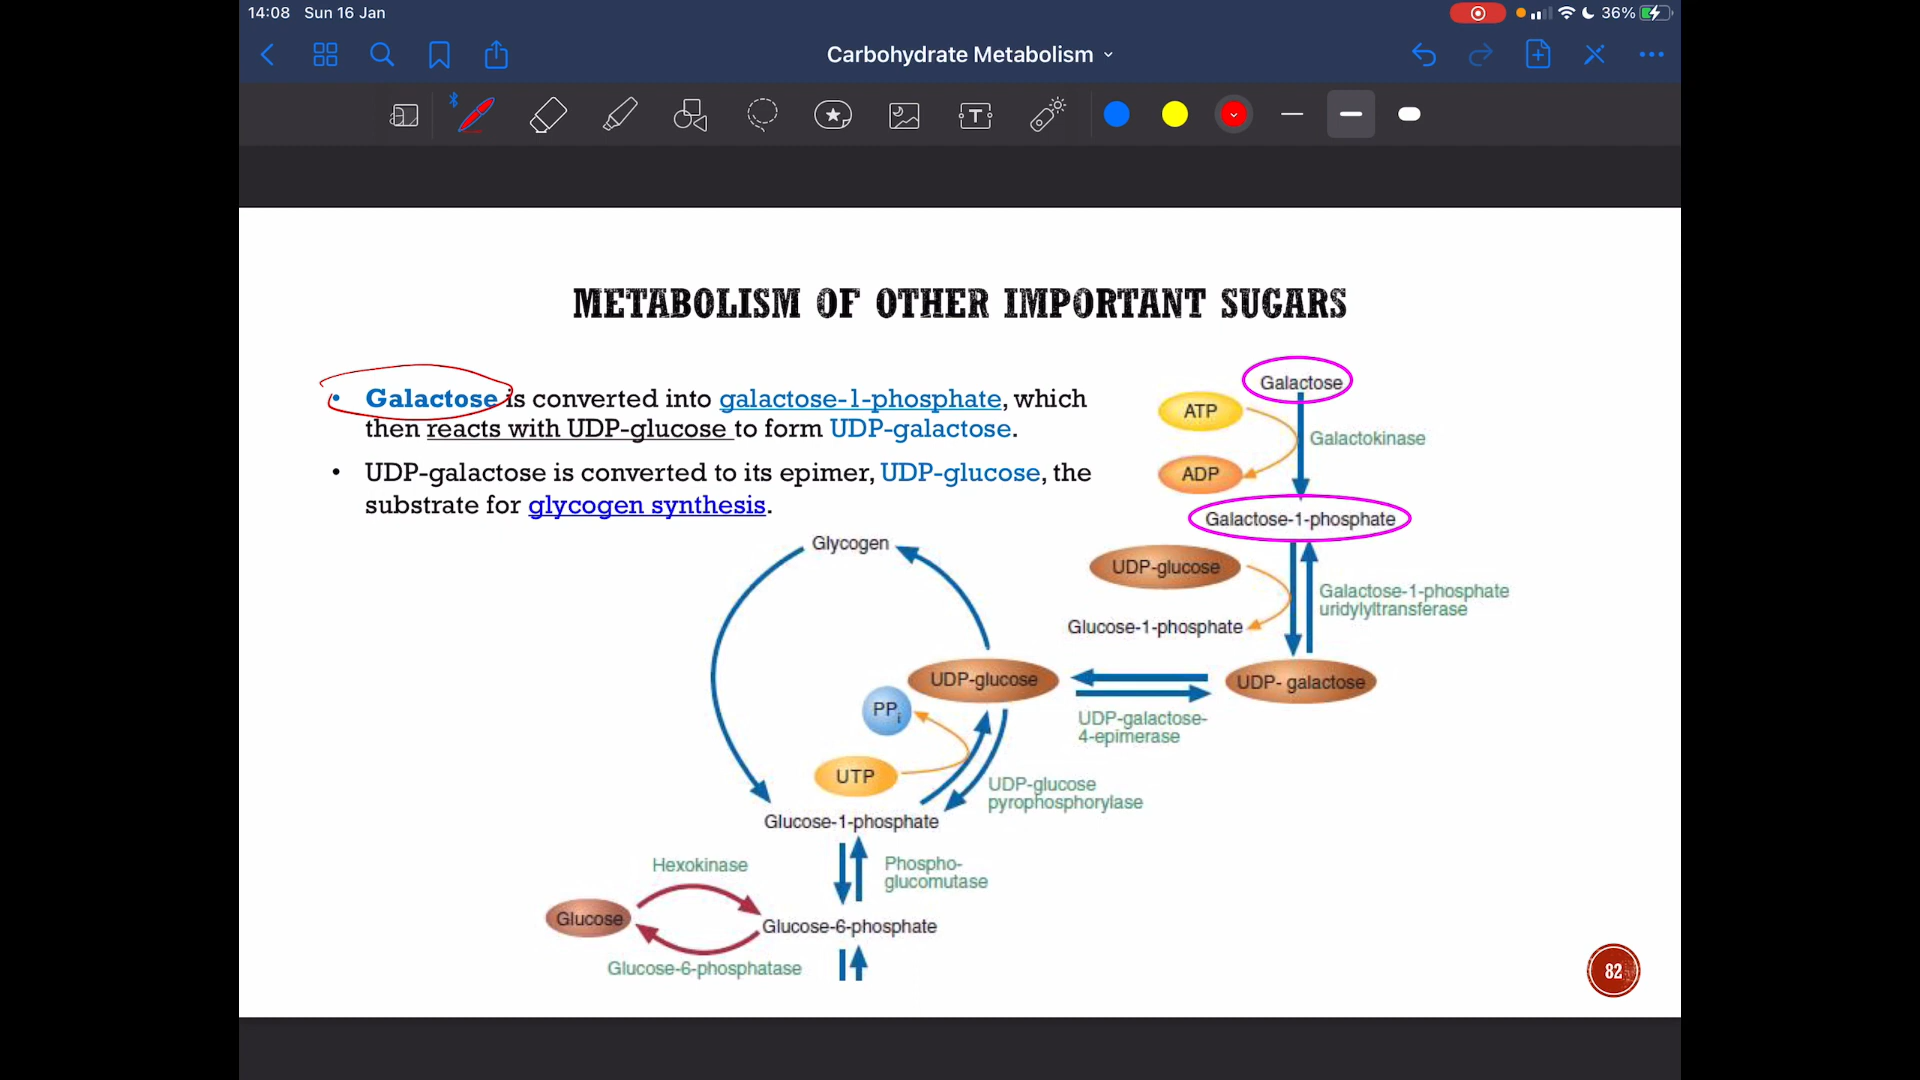 14:08 Sun 16 Jan
36%
Carbohydrate Metabolism
METABOLISM OF OTHER IMPORTANT SUGARS
• Galactose is converted into galactose-1-phosphate, which
then reacts with UDP-glucose to form UDP-galactose.
• UDP-galactose is converted to its epimer, UDP-glucose, the
substrate for glycogen synthesis.
Galactose
ATP
Galactokinase
ADP
Galactose-1-phosphate
UDP-glucose
Galactose-1-phosphate
uridylyltransferase
Glucose-1-phosphate
Glycogen
UDP-glucose
UDP- galactose
PPi
UDP-galactose-
4-epimerase
UTP
UDP-glucose
pyrophosphorylase
Glucose-1-phosphate
Hexokinase
Phospho-
glucomutase
Glucose
Glucose-6-phosphate
Glucose-6-phosphatase
82